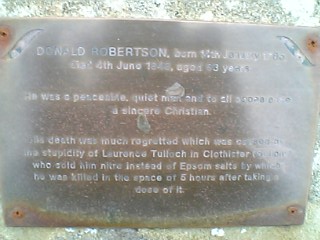 DONALD ROBERTSON, born 14th January 1785
died 4th June 1848, aged 63 years.
He was a peaceable, quiet man and to all
a sincere Christian.
His death was much regretted which was caused by
the stupidity of Laurence Tulloch in Clothister
who sold him nitre instead of Epsom salts by which
he was killed in the space of 5 hours after taking a
dose of it.